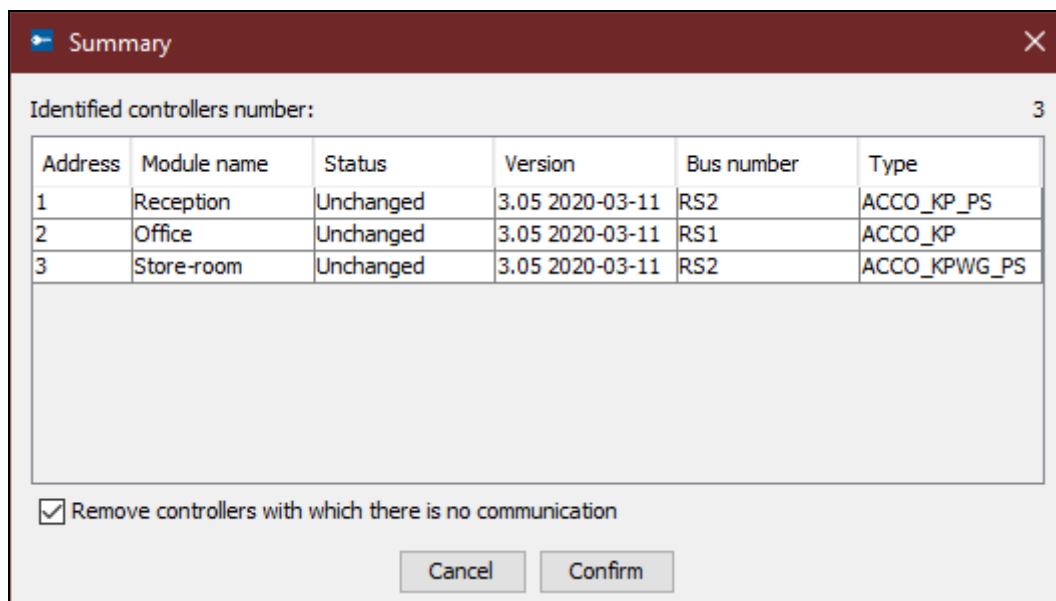 Summary
Identified controllers number: 3
Address Module name Status Version Bus number Type
1 Reception Unchanged 3.05 2020-03-11 RS2 ACCO_KP_PS
2 Office Unchanged 3.05 2020-03-11 RS1 ACCO_KP
3 Store-room Unchanged 3.05 2020-03-11 RS2 ACCO_KPWG_PS
Remove controllers with which there is no communication
Cancel Confirm